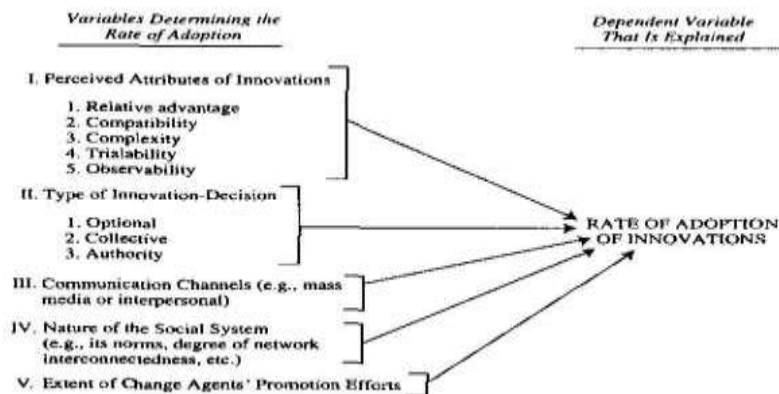 Variables Determining the
Rate of Adoption
Dependent Variable
That Is Explained
I. Perceived Attributes of Innovations
1. Relative advantage
2. Compatibility
3. Complexity
4. Trialability
5. Observability
II. Type of Innovation-Decision
1. Optional
2. Collective
3. Authority
RATE OF ADOPTION
OF INNOVATIONS
III. Communication Channels (e.g., mass
media or interpersonal)
IV. Nature of the Social System
(e.g., its norms, degree of network
interconnectedness, etc.)
V. Extent of Change Agents' Promotion Efforts